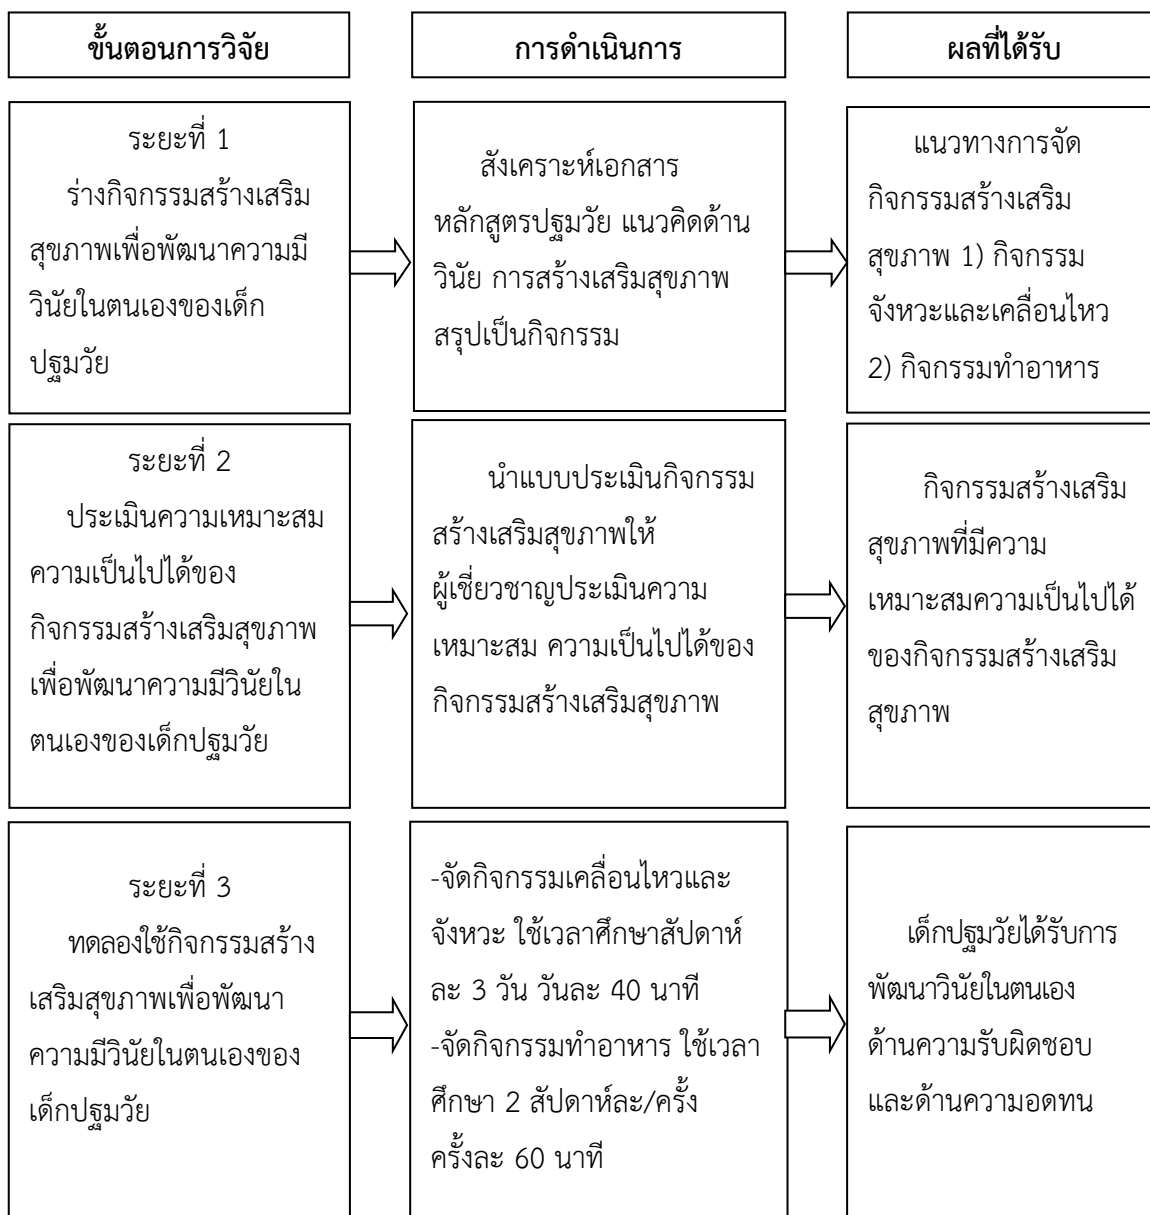 ขั้นตอนการวิจัย
การดำเนินการ
ผลที่ได้รับ
ระยะที่ 1
ร่างกิจกรรมสร้างเสริม
สุขภาพเพื่อพัฒนาความมี
วินัยในตนเองของเด็ก
ปฐมวัย
สังเคราะห์เอกสาร
หลักสูตรปฐมวัย แนวคิดด้าน
วินัย การสร้างเสริมสุขภาพ
สรุปเป็นกิจกรรม
แนวทางการจัด
กิจกรรมสร้างเสริม
สุขภาพ 1) กิจกรรม
จังหวะและเคลื่อนไหว
2) กิจกรรมทำอาหาร
ระยะที่ 2
ประเมินความเหมาะสม
ความเป็นไปได้ของ
กิจกรรมสร้างเสริมสุขภาพ
เพื่อพัฒนาความมีวินัยใน
ตนเองของเด็กปฐมวัย
นำแบบประเมินกิจกรรม
สร้างเสริมสุขภาพให้
ผู้เชี่ยวชาญประเมินความ
เหมาะสม ความเป็นไปได้ของ
กิจกรรมสร้างเสริมสุขภาพ
กิจกรรมสร้างเสริม
สุขภาพที่มีความ
เหมาะสมความเป็นไปได้
ของกิจกรรมสร้างเสริม
สุขภาพ
ระยะที่ 3
ทดลองใช้กิจกรรมสร้าง
เสริมสุขภาพเพื่อพัฒนา
ความมีวินัยในตนเองของ
เด็กปฐมวัย
-จัดกิจกรรมเคลื่อนไหวและ
จังหวะ ใช้เวลาศึกษาสัปดาห์
ละ 3 วัน วันละ 40 นาที
-จัดกิจกรรมทำอาหาร ใช้เวลา
ศึกษา 2 สัปดาห์ละ/ครั้ง
ครั้งละ 60 นาที
เด็กปฐมวัยได้รับการ
พัฒนาวินัยในตนเอง
ด้านความรับผิดชอบ
และด้านความอดทน